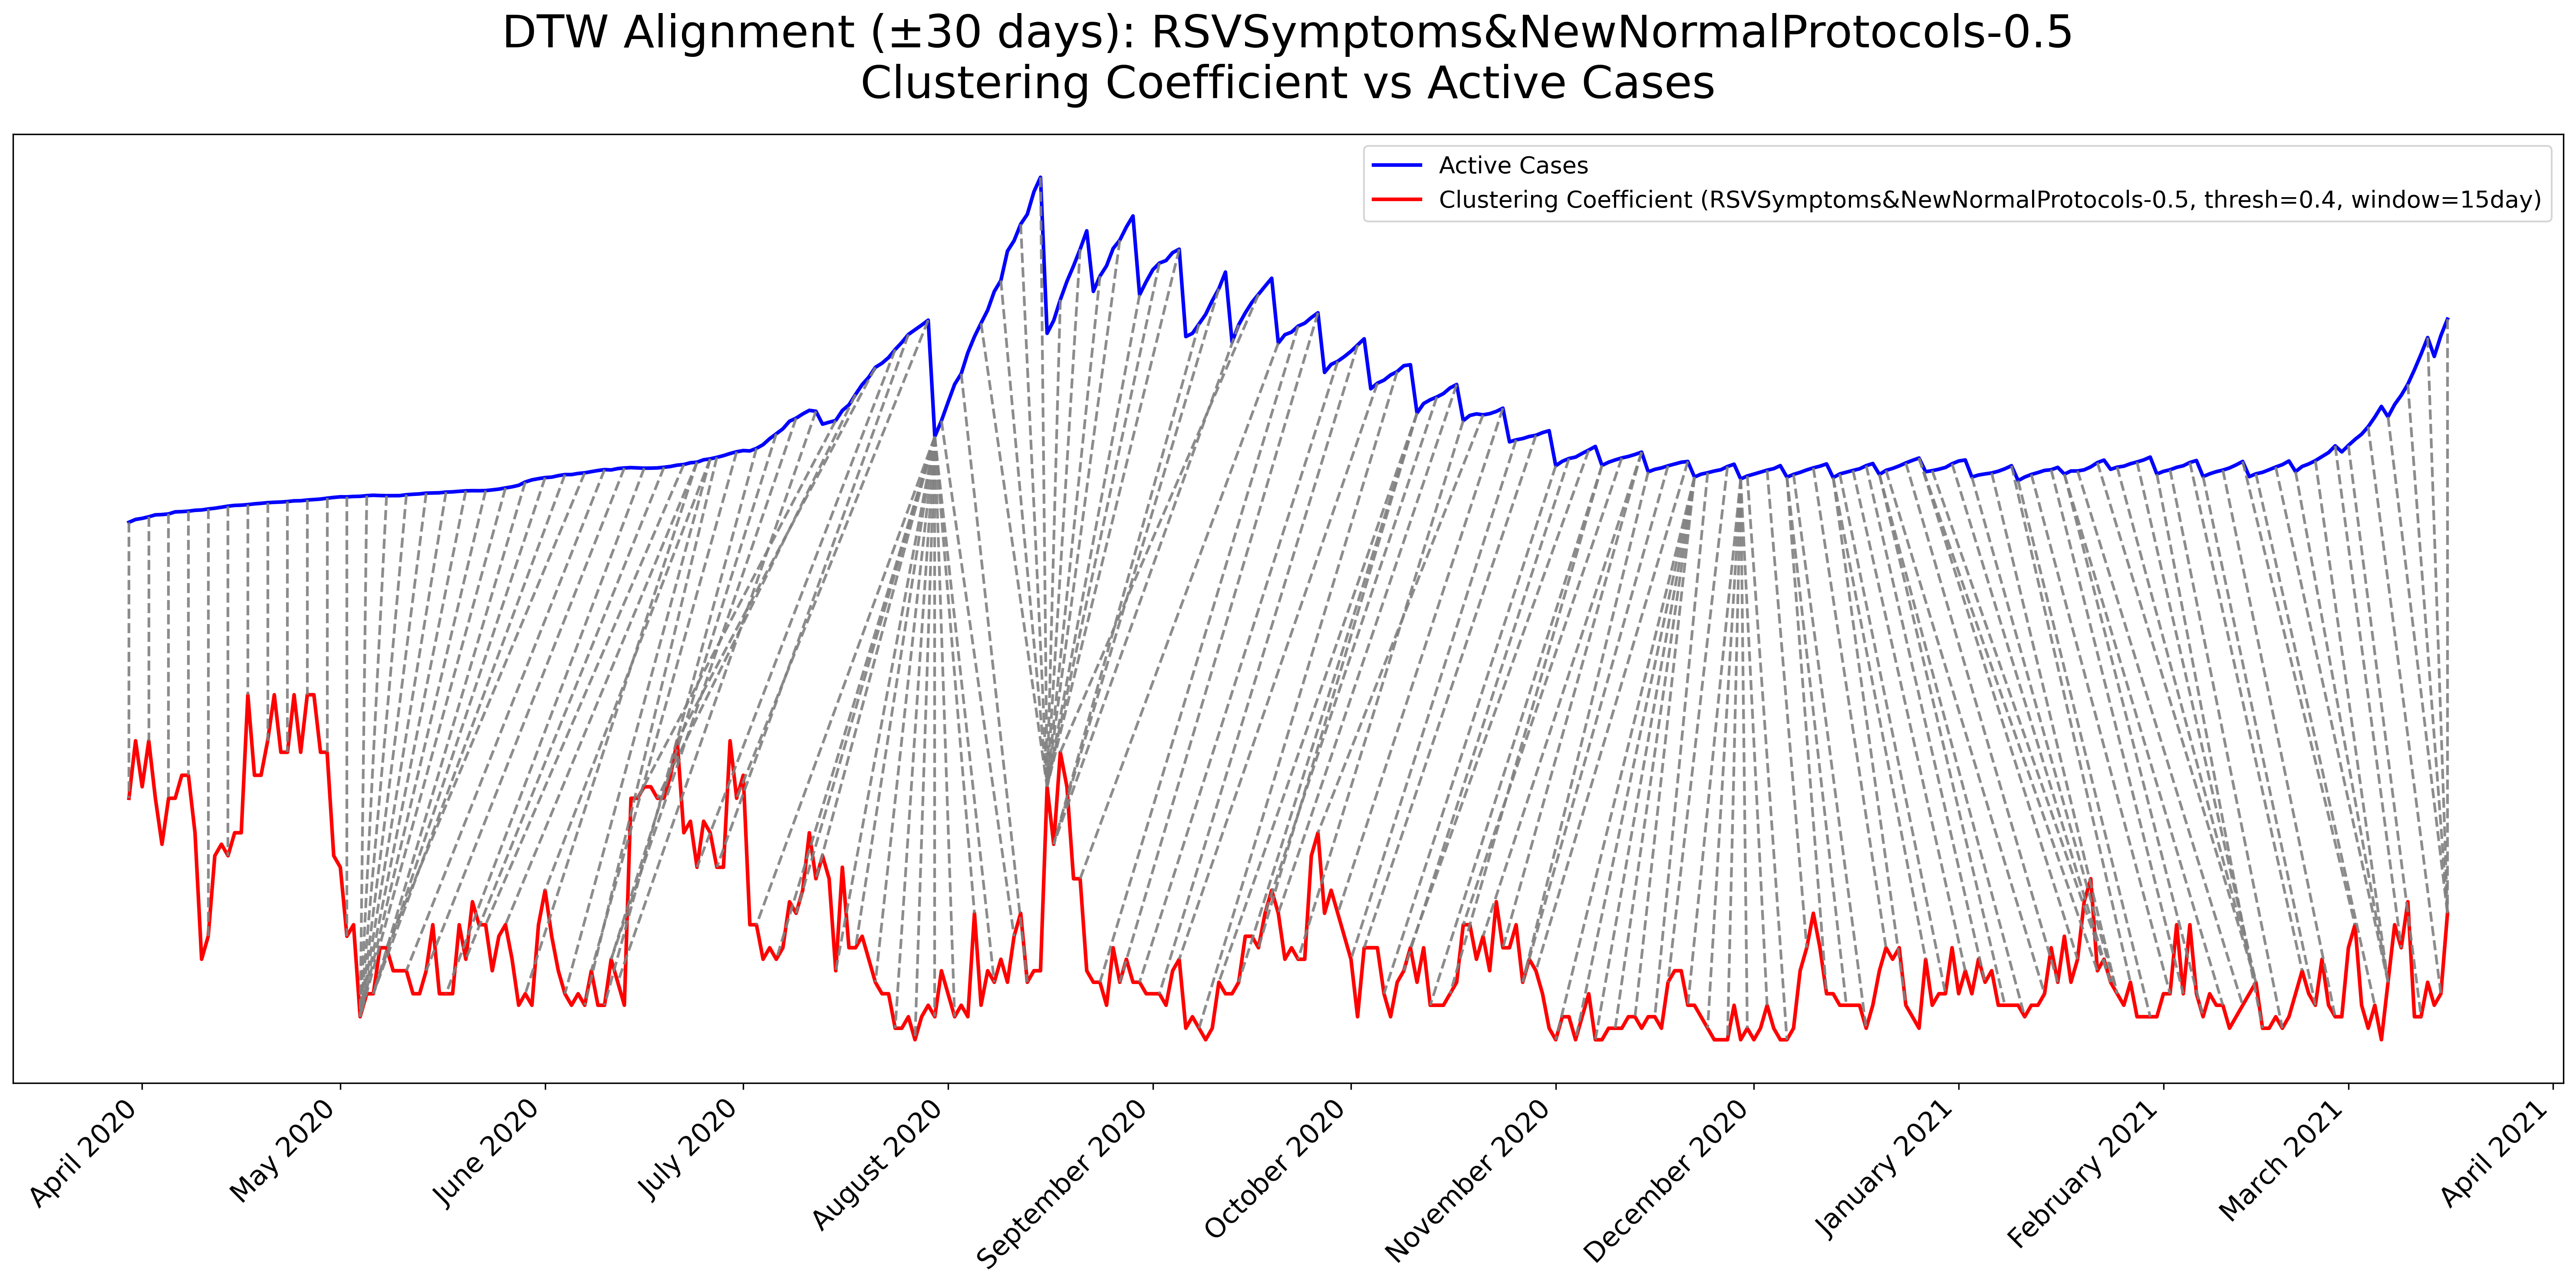 DTW Alignment (±30 days): RSVSymptoms&NewNormalProtocols-0.5
Clustering Coefficient vs Active Cases
Active Cases
Clustering Coefficient (RSVSymptoms&NewNormalProtocols-0.5, thresh=0.4, window=15day)
April 2020
May 2020
June 2020
July 2020
August 2020
September 2020
October 2020
November 2020
December 2020
January 2021
February 2021
March 2021
April 2021